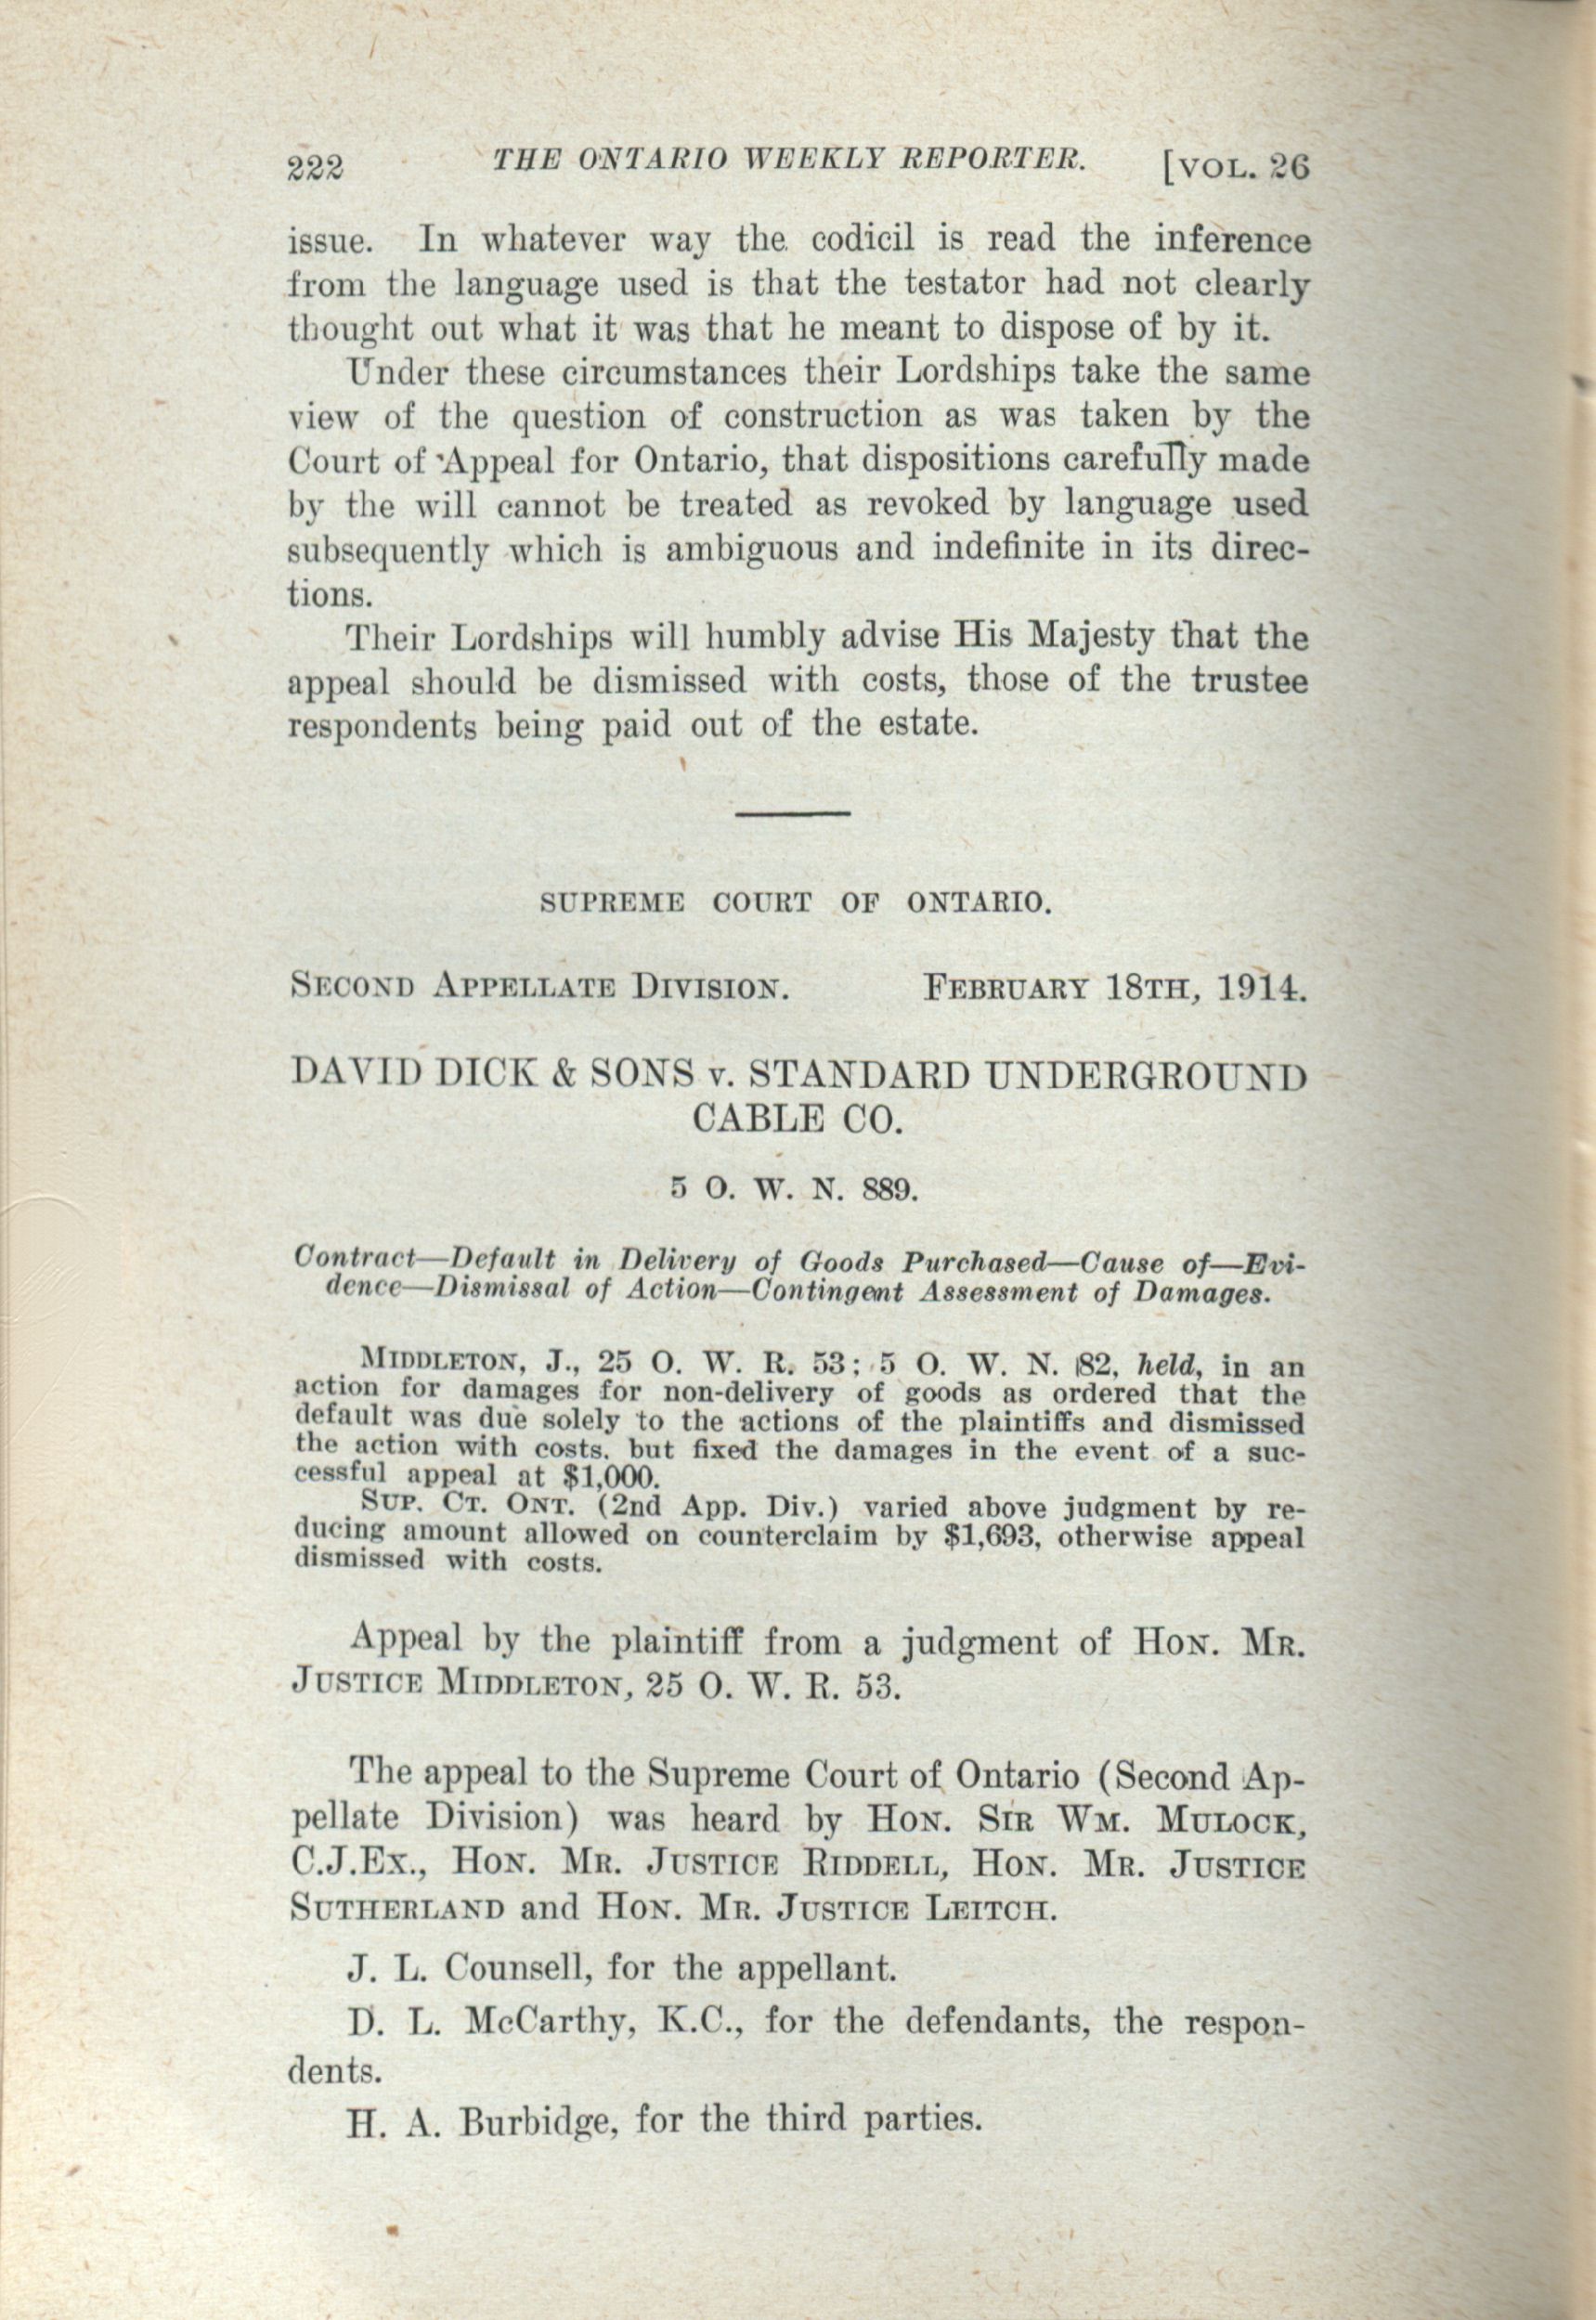 222 THE ONTARIO WEEKLY REPORTER. [VOL. 26
issue. In whatever way the codicil is read the inference
from the language used is that the testator had not clearly
thought out what it was that he meant to dispose of by it.
Under these circumstances their Lordships take the same
view of the question of construction as was taken by the
Court of Appeal for Ontario, that dispositions carefully made
by the will cannot be treated as revoked by language used
subsequently which is ambiguous and indefinite in its direc-
tions.
Their Lordships will humbly advise His Majesty that the
appeal should be dismissed with costs, those of the trustee
respondents being paid out of the estate.
SUPREME COURT OF ONTARIO.
SECOND APPELLATE DIVISION. FEBRUARY 18TH, 1914.
DAVID DICK & SONS v. STANDARD UNDERGROUND
CABLE CO.
5 O. W. N. 889.
Contract—Default in Delivery of Goods Purchased—Cause of—Evi-
dence—Dismissal of Action—Contingent Assessment of Damages.
MIDDLETON, J., 25 O. W. R. 53; 5 O. W. N. 82, held, in an
action for damages for non-delivery of goods as ordered that the
default was due solely to the actions of the plaintiffs and dismissed
the action with costs, but fixed the damages in the event of a suc-
cessful appeal at $1,000.
SUP. CT. ONT. (2nd App. Div.) varied above judgment by re-
ducing amount allowed on counterclaim by $1,693, otherwise appeal
dismissed with costs.
Appeal by the plaintiff from a judgment of HON. MR.
JUSTICE MIDDLETON, 25 O. W. R. 53.
The appeal to the Supreme Court of Ontario (Second Ap-
pellate Division) was heard by HON. SIR WM. MULOCK,
C.J.EX., HON. MR. JUSTICE RIDDELL, HON. MR. JUSTICE
SUTHERLAND and HON. MR. JUSTICE LEITCH.
J. L. Counsell, for the appellant.
D. L. McCarthy, K.C., for the defendants, the respon-
dents.
H. A. Burbidge, for the third parties.